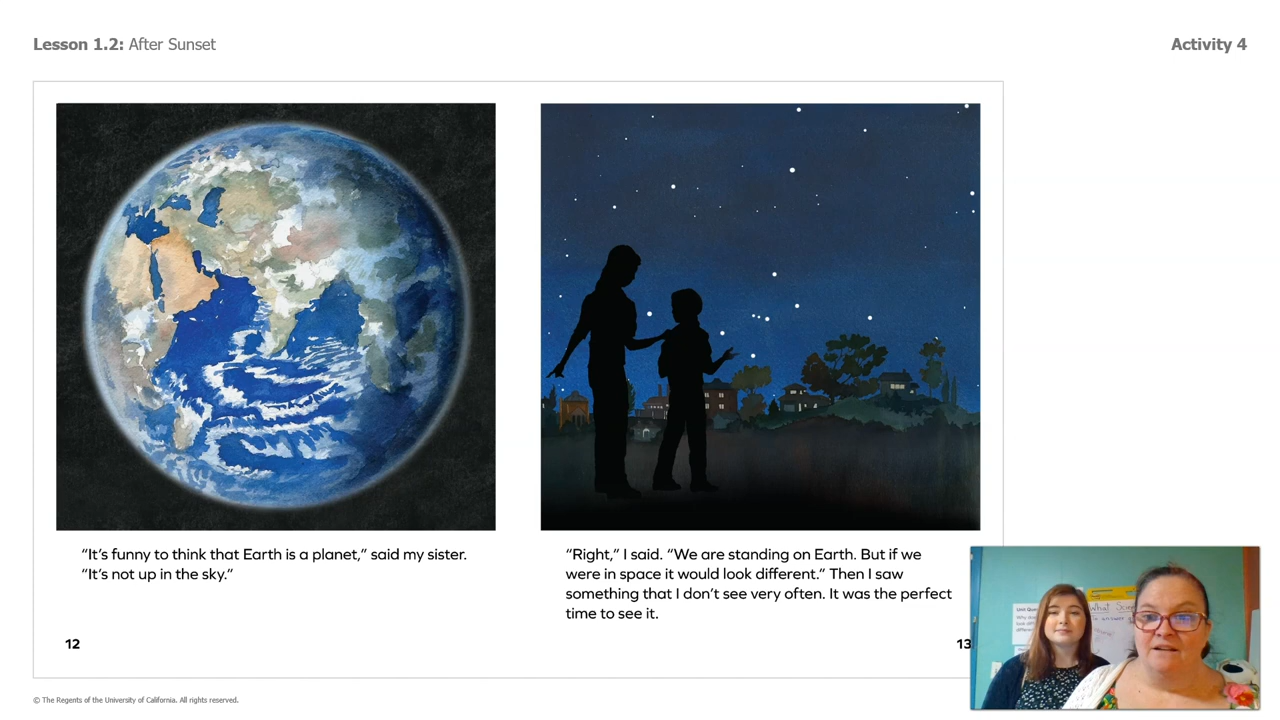 Lesson 1.2: After Sunset
Activity 4
“It’s funny to think that Earth is a planet,” said my sister.
“It’s not up in the sky.”
12
“Right,” I said. “We are standing on Earth. But if we
were in space it would look different.” Then I saw
something that I don’t see very often. It was the perfect
time to see it.
13
What Scien
© The Regents of the University of California. All rights reserved.